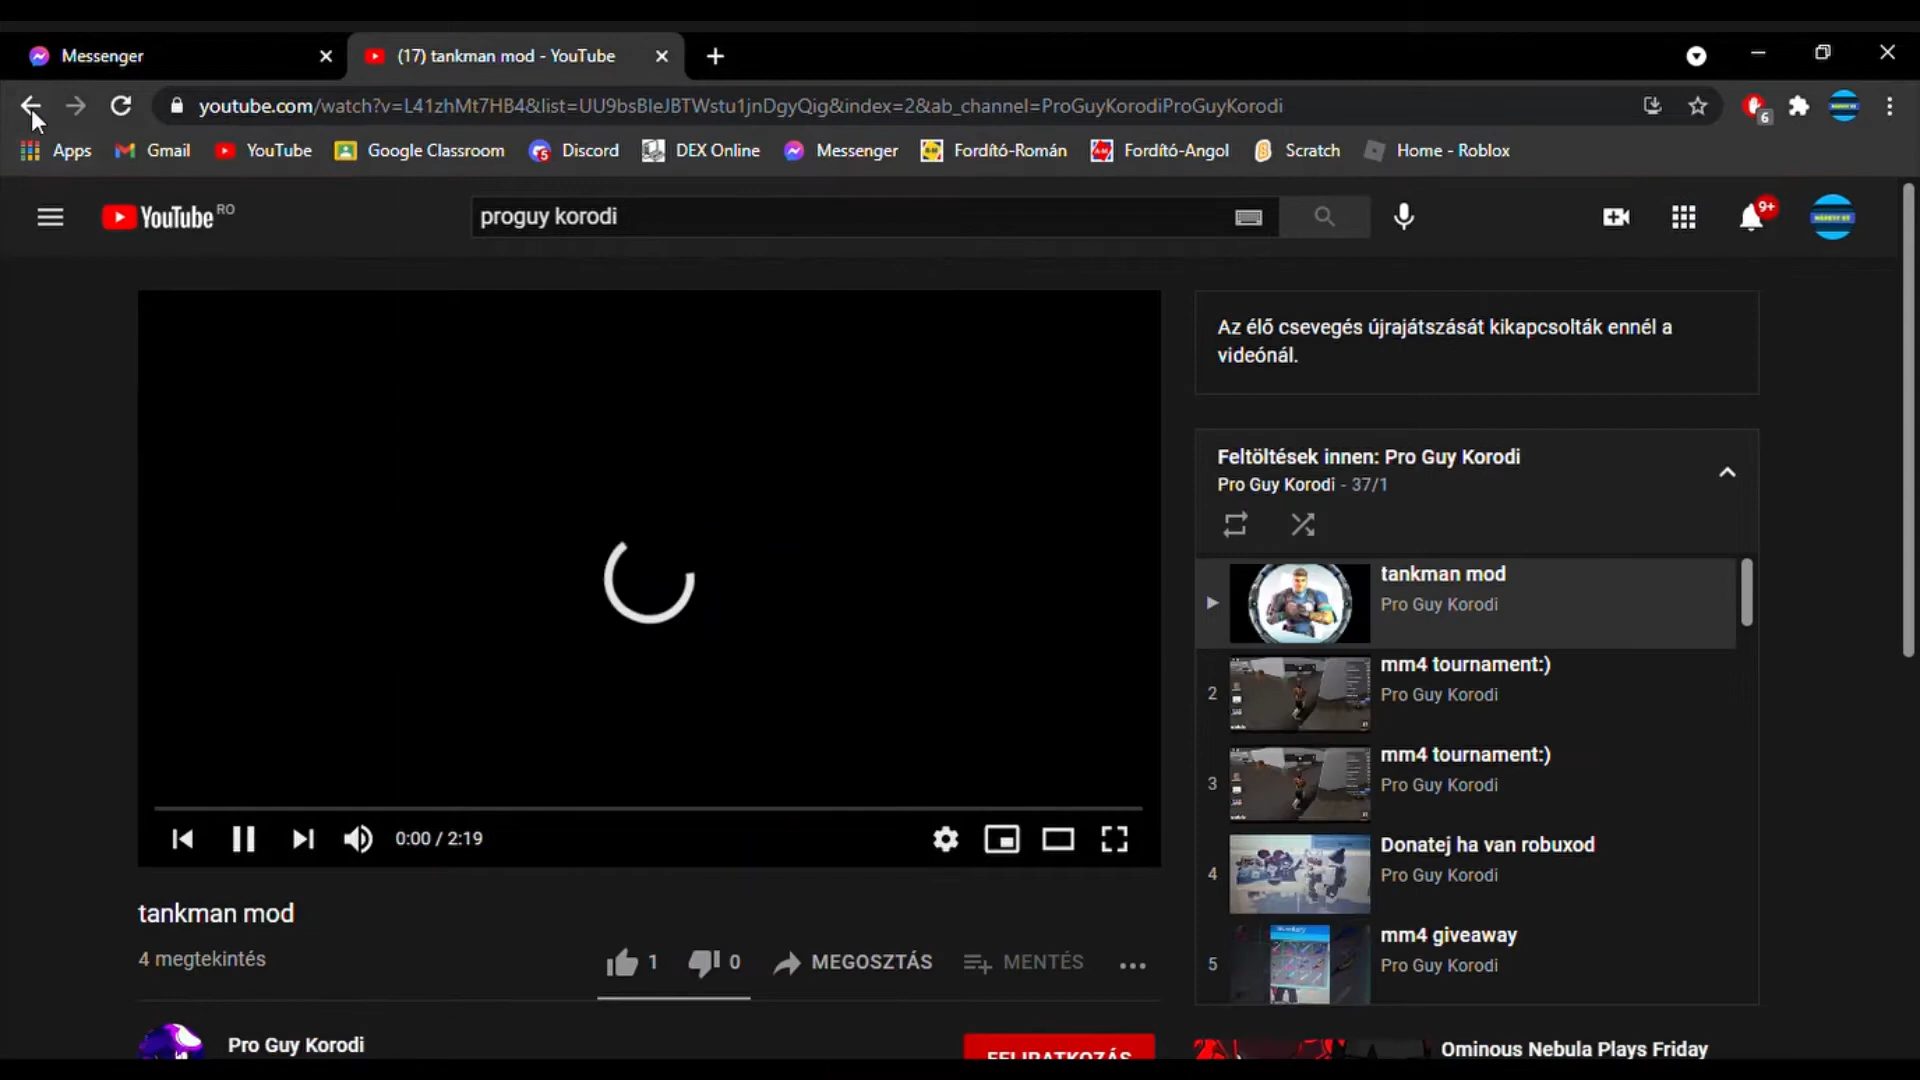 Messenger
(17) tankman mod - YouTube
youtube.com/watch?v=L41zhMt7HB4&list=UU9bsBleJBTWstu1jnDgyQig&index=2&ab_channel=ProGuyKorodiProGuyKorodi
6
Apps Gmail YouTube Google Classroom Discord DEX Online Messenger Fordító-Román Fordító-Angol Scratch Home - Roblox
YouTube RO
proguy korodi
9+
Az élő csevegés újrajátszását kikapcsolták ennél a
videónál.
Feltöltések innen: Pro Guy Korodi
Pro Guy Korodi - 37/1
tankman mod
Pro Guy Korodi
2
mm4 tournament:)
Pro Guy Korodi
3
mm4 tournament:)
Pro Guy Korodi
4
Donatej ha van robuxod
Pro Guy Korodi
5
mm4 giveaway
Pro Guy Korodi
0:00 / 2:19
tankman mod
4 megtekintés
1 0 MEGOSZTÁS MENTÉS
Pro Guy Korodi
FELIRATKOZÁS
Ominous Nebula Plays Friday